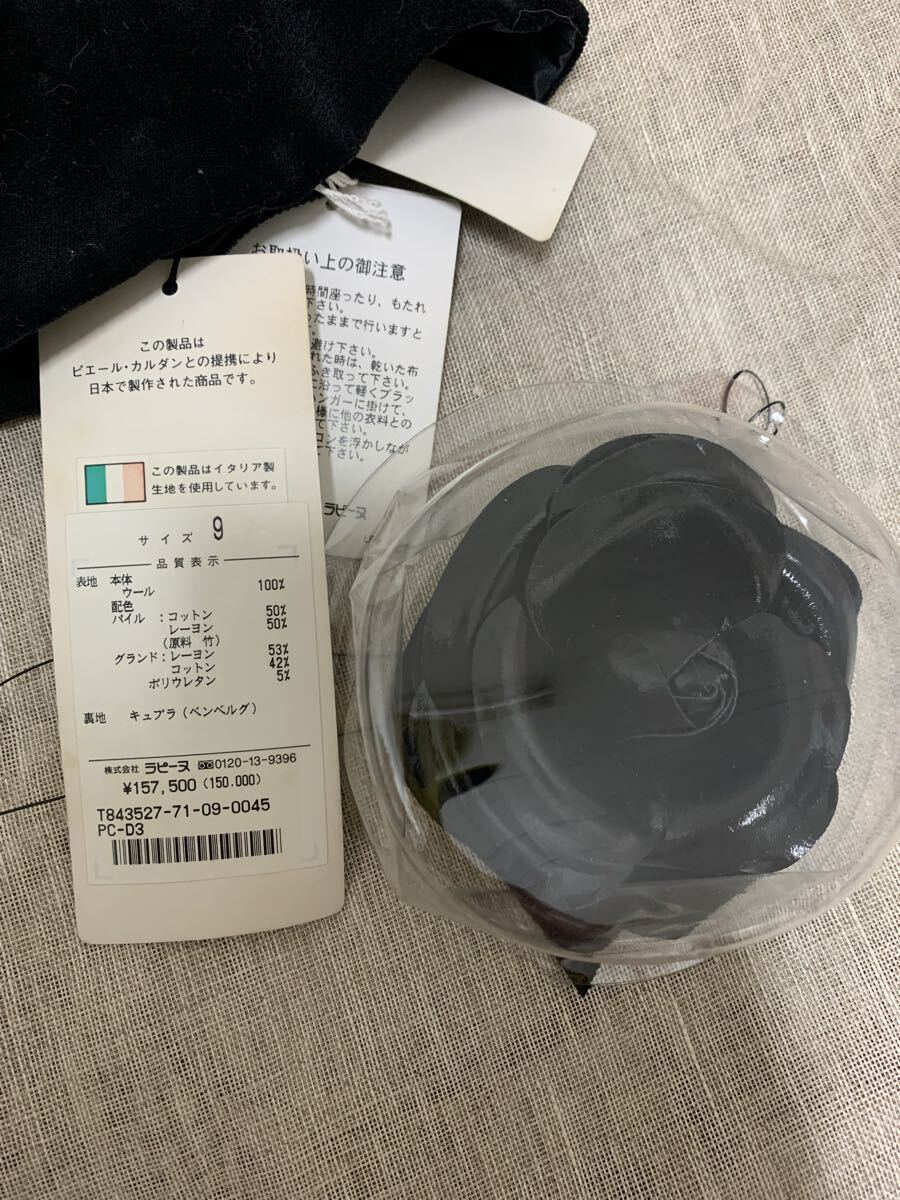 お取扱い上の御注意
時間座ったり、もたれ
下さい。
ったままで行いますと
避け下さい。
れた時は、乾いた布
ふき取って下さい。
に沿って軽くブラッ
ンガーに掛けて、
様に他の衣料との
て下さい。
コンを浮かしなが
て下さい。
ラピーヌ
この製品は
ピエール・カルダンとの提携により
日本で製作された商品です。
この製品はイタリア製
生地を使用しています。
サイズ 9
品質表示
表地 本体
ウール 100%
配色
パイル :コットン 50%
レーヨン 50%
(原料 竹)
グランド:レーヨン 53%
コットン 42%
ポリウレタン 5%
裏地 キュプラ(ベンベルグ)
株式会社 ラピーヌ 0120-13-9396
¥157,500(150.000)
T843527-71-09-0045
PC-D3